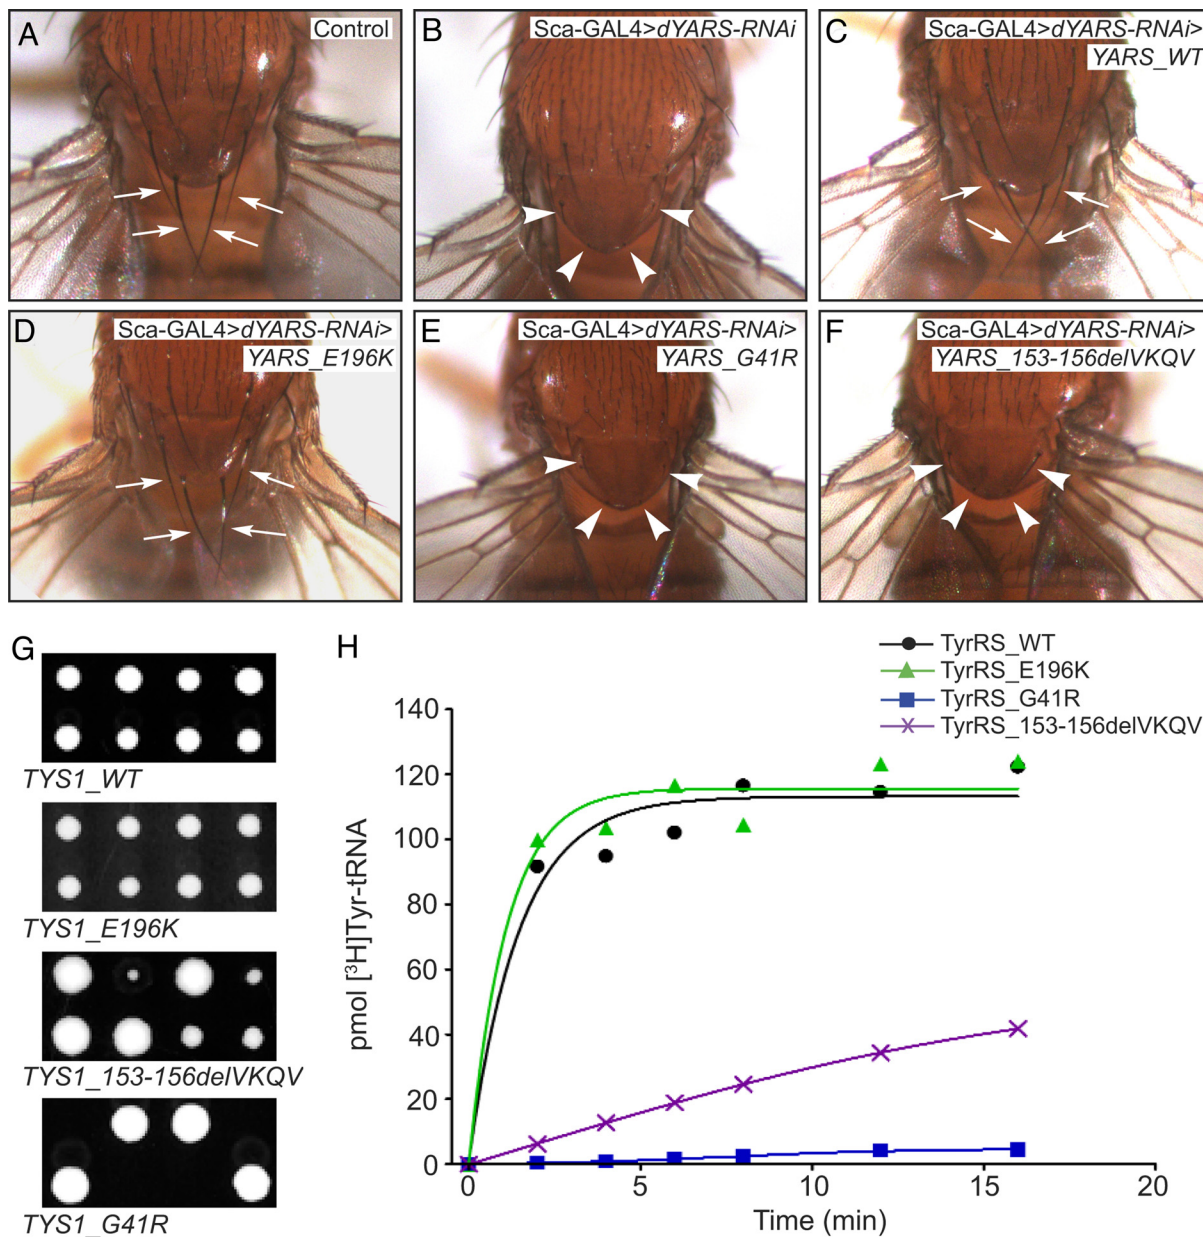 A
Control
B
Sca-GAL4>dYARS-RNAi
C
Sca-GAL4>dYARS-RNAi>
YARS_WT
D
Sca-GAL4>dYARS-RNAi>
YARS_E196K
E
Sca-GAL4>dYARS-RNAi>
YARS_G41R
F
Sca-GAL4>dYARS-RNAi>
YARS_153-156delVKQV
G
TYS1_WT
TYS1_E196K
TYS1_153-156delVKQV
TYS1_G41R
H
TyrRS_WT
TyrRS_E196K
TyrRS_G41R
TyrRS_153-156delVKQV
pmol [³H]Tyr-tRNA
140
120
100
80
60
40
20
0
0
5
10
15
20
Time (min)